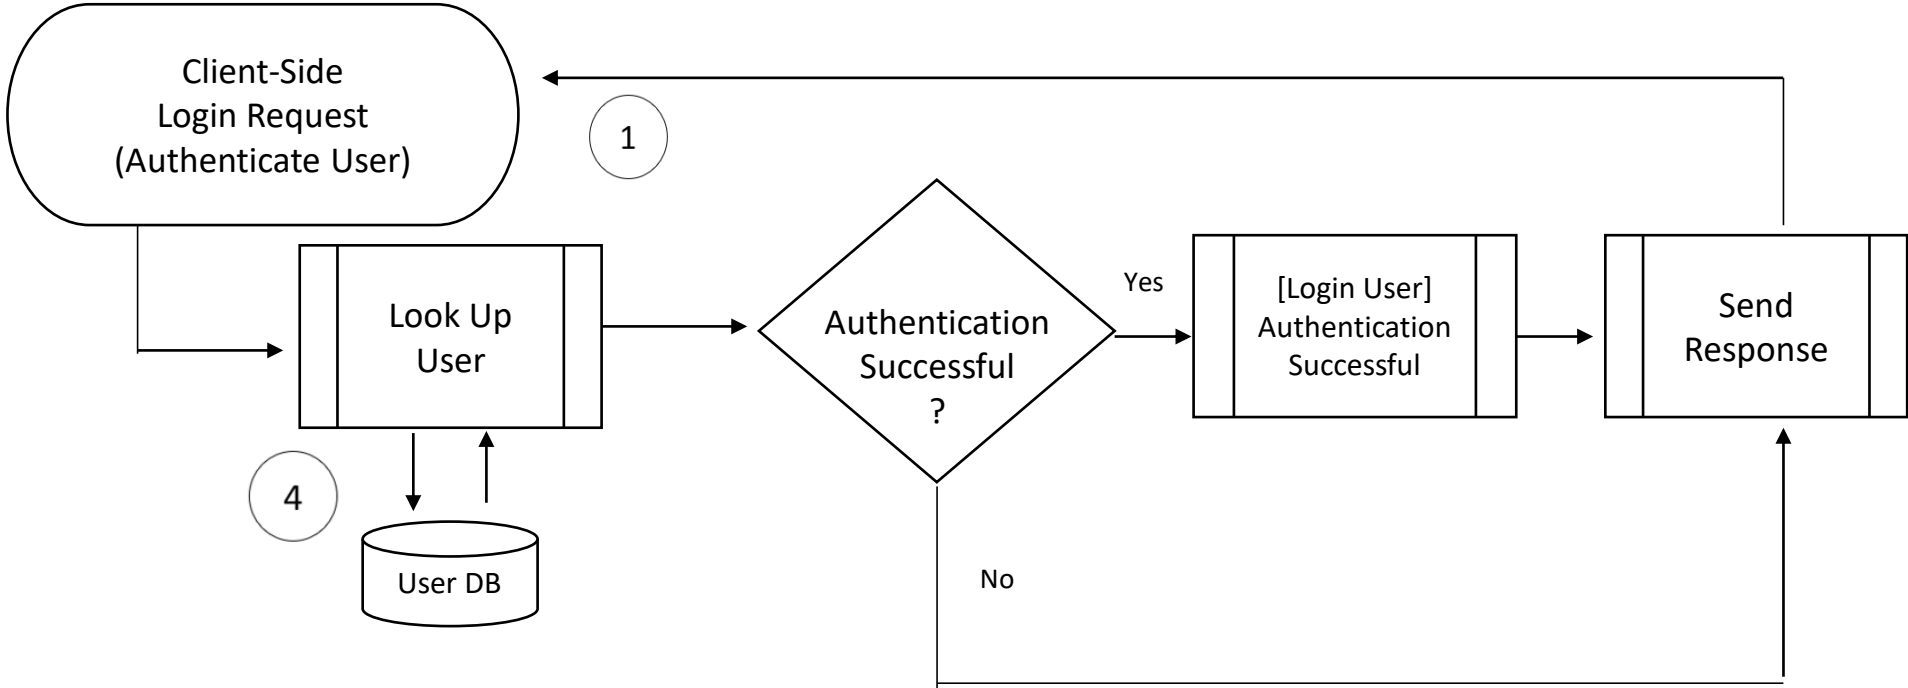 Client-Side
Login Request
(Authenticate User)
1
Look Up
User
Authentication
Successful
?
Yes
[Login User]
Authentication
Successful
Send
Response
4
User DB
No